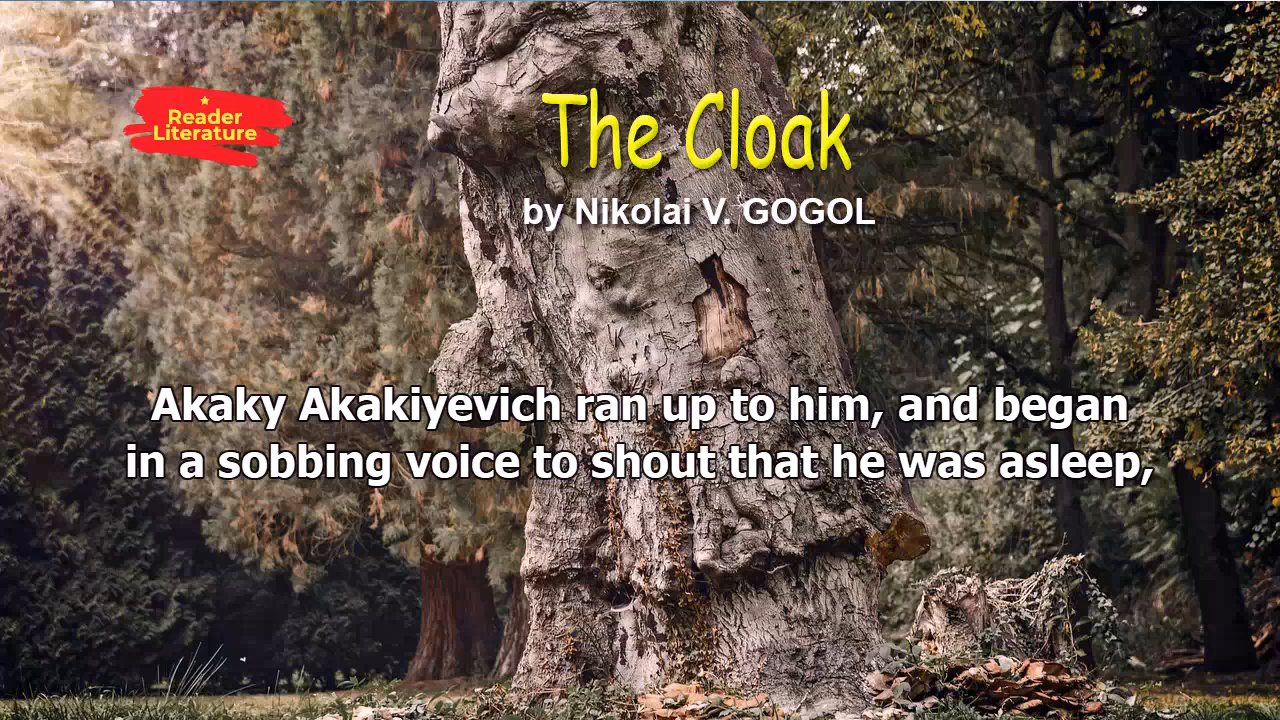 Reader
Literature
The Cloak
by Nikolai V. GOGOL
Akaky Akakiyevich ran up to him, and began
in a sobbing voice to shout that he was asleep,